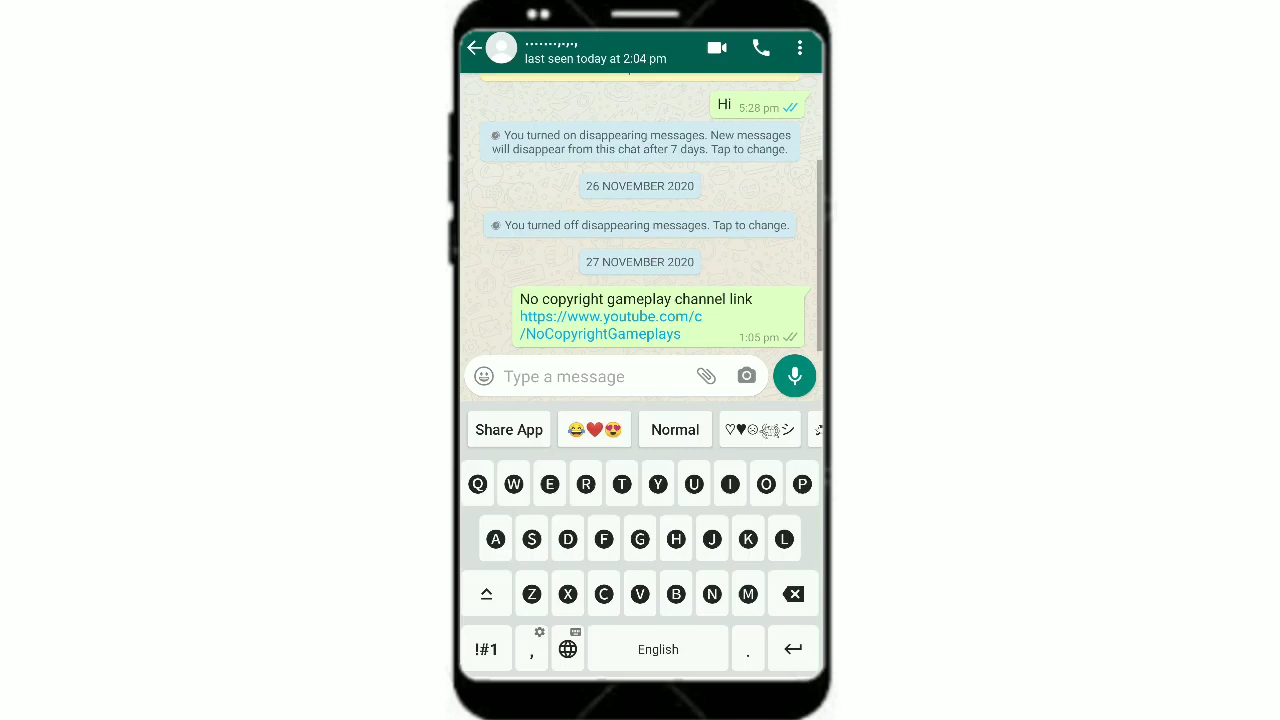 .......,.,.,
last seen today at 2:04 pm
Hi 5:28 pm
You turned on disappearing messages. New messages
will disappear from this chat after 7 days. Tap to change.
26 NOVEMBER 2020
You turned off disappearing messages. Tap to change.
27 NOVEMBER 2020
No copyright gameplay channel link
https://www.youtube.com/c
/NoCopyrightGameplays 1:05 pm
Type a message
Share App 😂❤️😍 Normal ♡♥☹꧁꧂シ
🅠 🅦 🅔 🅡 🅣 🅨 🅤 🅘 🅞 🅟
🅐 🅢 🅓 🅕 🅖 🅗 🅙 🅚 🅛
🅩 🅧 🅒 🅥 🅑 🅝 🅜
!#1 , English .